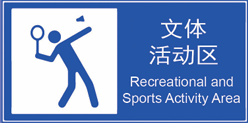 文体
活动区
Recreational and
Sports Activity Area